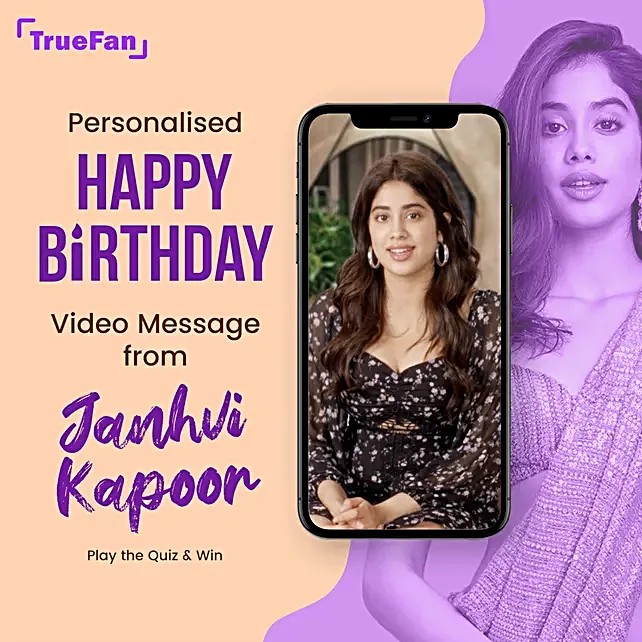 TrueFan
Personalised
HAPPY
BiRTHDAY
Video Message
from
Janhvi
Kapoor
Play the Quiz & Win